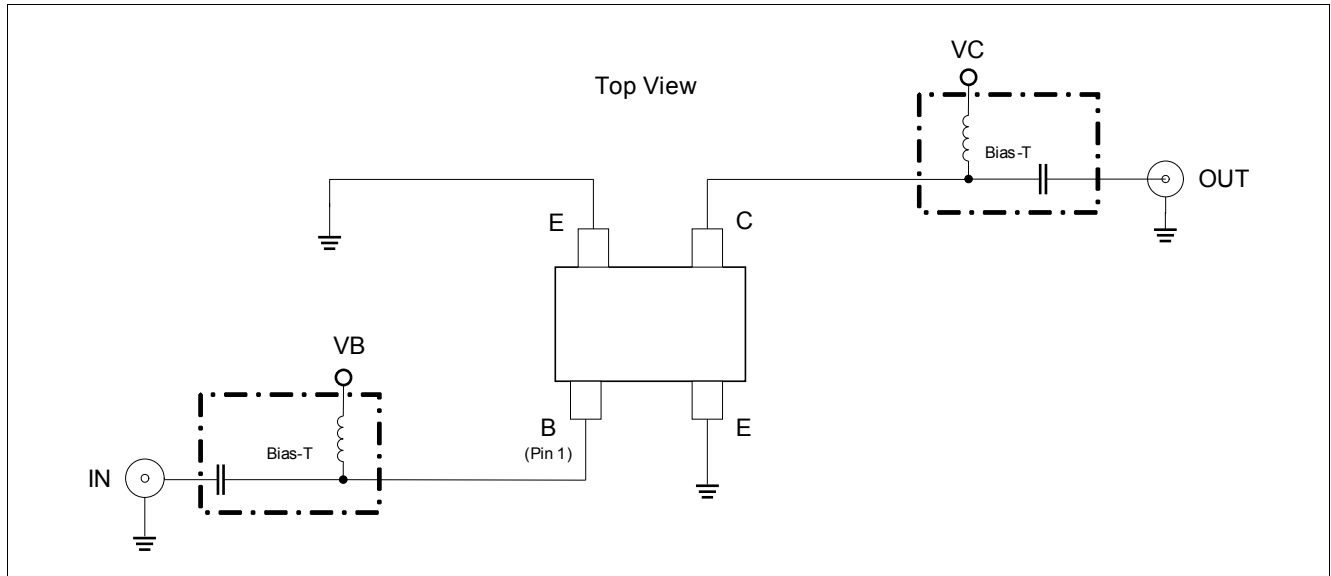 VC
Top View
Bias-T
OUT
E
C
VB
B
E
(Pin 1)
Bias-T
IN